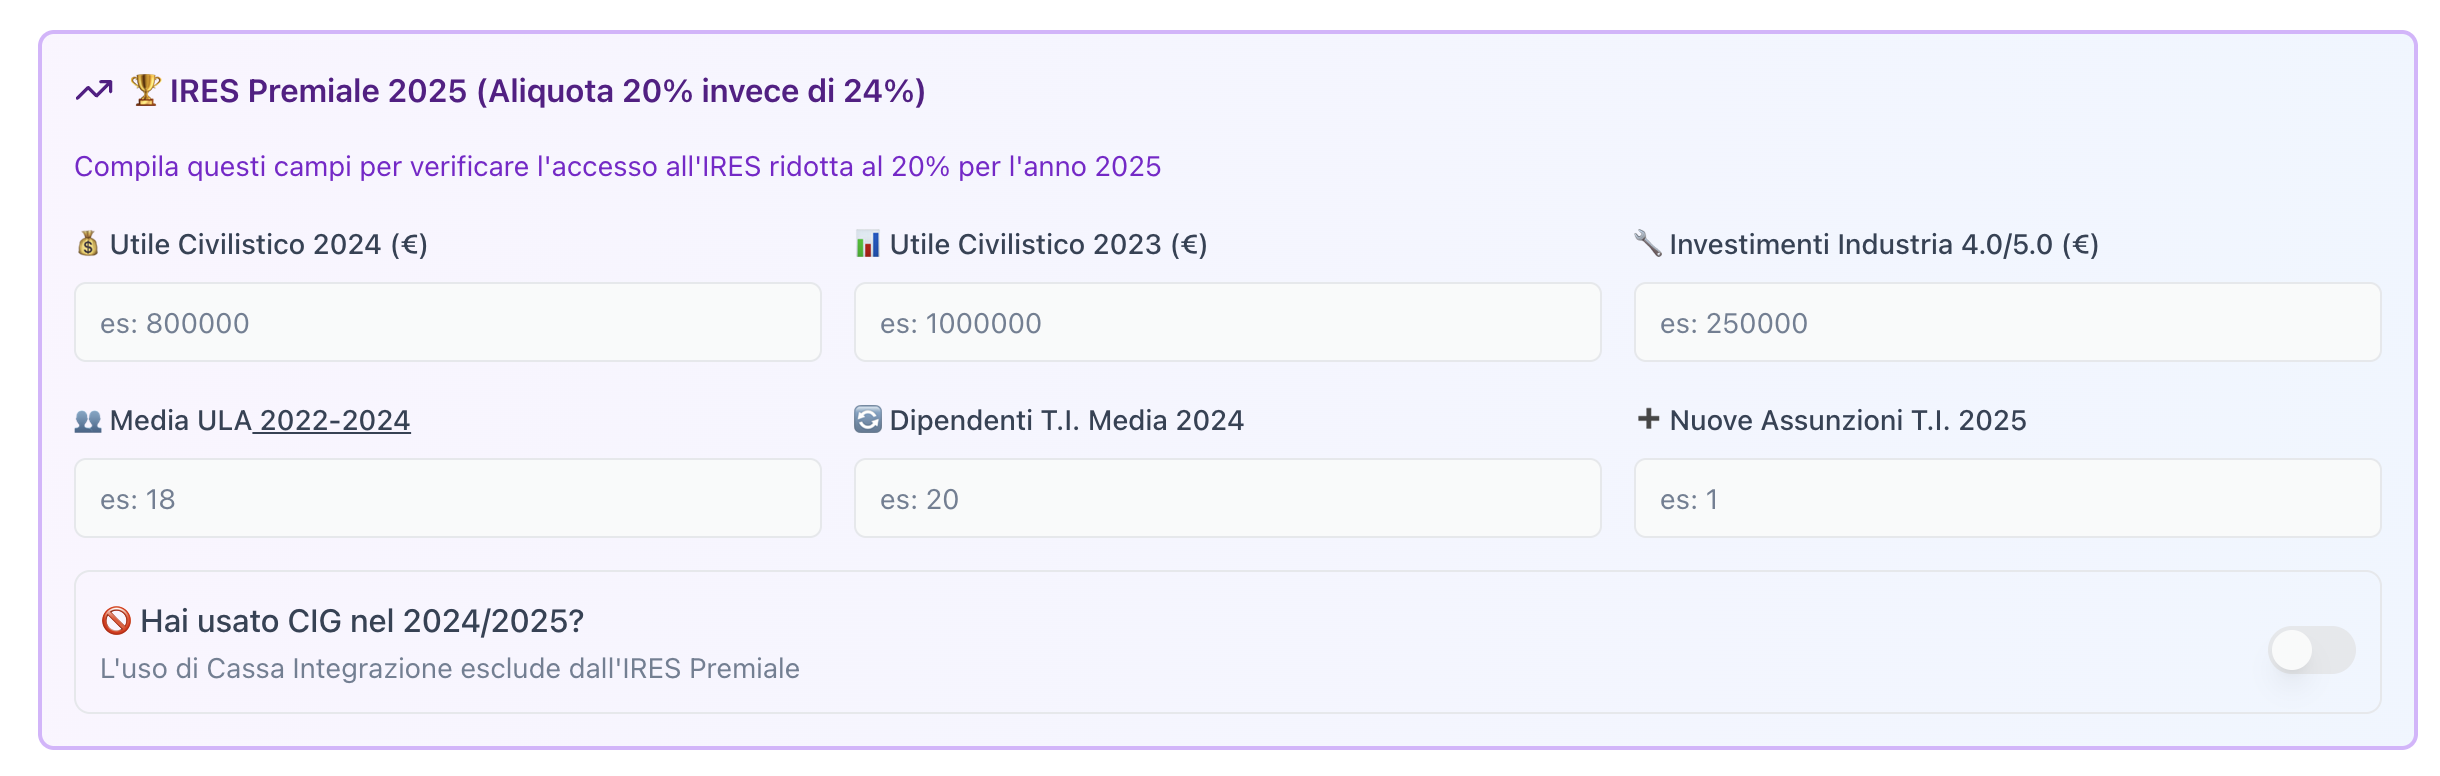 🏆 IRES Premiale 2025 (Aliquota 20% invece di 24%)
Compila questi campi per verificare l'accesso all'IRES ridotta al 20% per l'anno 2025
💰 Utile Civilistico 2024 (€)
📊 Utile Civilistico 2023 (€)
🔧 Investimenti Industria 4.0/5.0 (€)
es: 800000
es: 1000000
es: 250000
👥 Media ULA 2022-2024
🔄 Dipendenti T.I. Media 2024
➕ Nuove Assunzioni T.I. 2025
es: 18
es: 20
es: 1
🚫 Hai usato CIG nel 2024/2025?
L'uso di Cassa Integrazione esclude dall'IRES Premiale